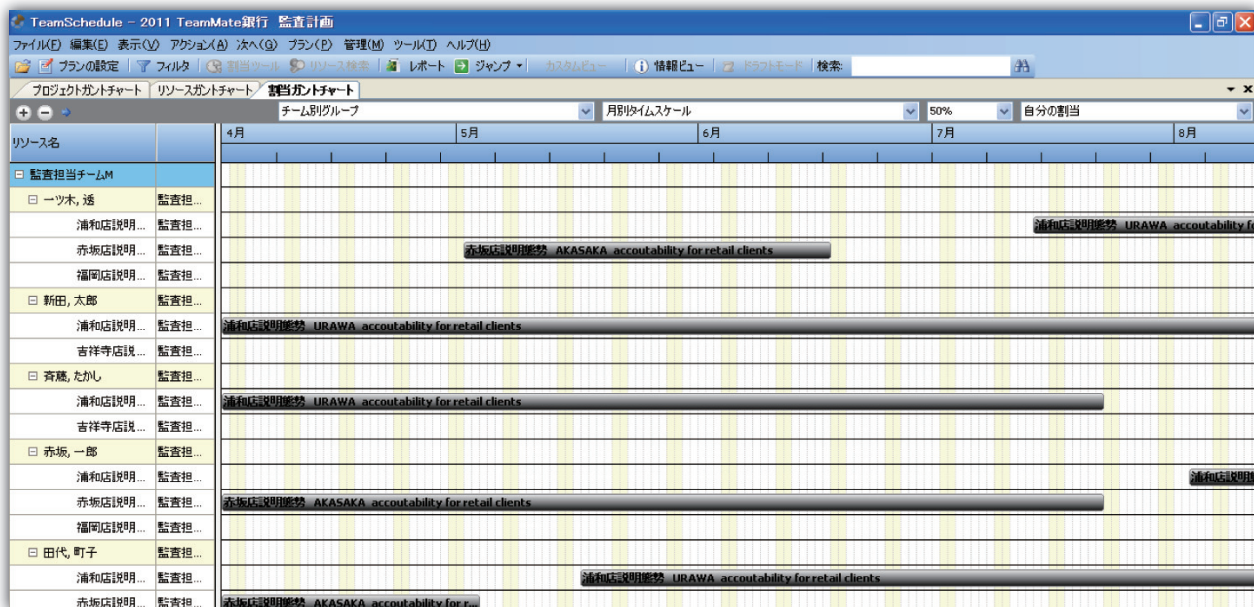 TeamSchedule - 2011 TeamMate銀行 監査計画
ファイル(F) 編集(E) 表示(V) アクション(A) 次へ(G) プラン(P) 管理(M) ツール(T) ヘルプ(H)
プランの設定 フィルタ 割当ツール リソース検索 レポート ジャンプ カスタムビュー 情報ビュー ドラフトモード 検索:
プロジェクトガントチャート リソースガントチャート 割当ガントチャート
チーム別グループ 月別タイムスケール 50% 自分の割当
リソース名 4月 5月 6月 7月 8月
監査担当チームM
一ツ木, 透 監査担...
浦和店説明... 監査担... 浦和店説明態勢 URAWA accoutability fo
赤坂店説明... 監査担... 赤坂店説明態勢 AKASAKA accoutability for retail clients
福岡店説明... 監査担...
新田, 太郎 監査担...
浦和店説明... 監査担... 浦和店説明態勢 URAWA accoutability for retail clients
吉祥寺店説... 監査担...
斉藤, たかし 監査担...
浦和店説明... 監査担... 浦和店説明態勢 URAWA accoutability for retail clients
吉祥寺店説... 監査担...
赤坂, 一郎 監査担...
浦和店説明... 監査担... 浦和店説明
赤坂店説明... 監査担... 赤坂店説明態勢 AKASAKA accoutability for retail clients
福岡店説明... 監査担...
田代, 町子 監査担...
浦和店説明... 監査担... 浦和店説明態勢 URAWA accoutability for retail clients
赤坂店説明... 監査担... 赤坂店説明態勢 AKASAKA accoutability for r...